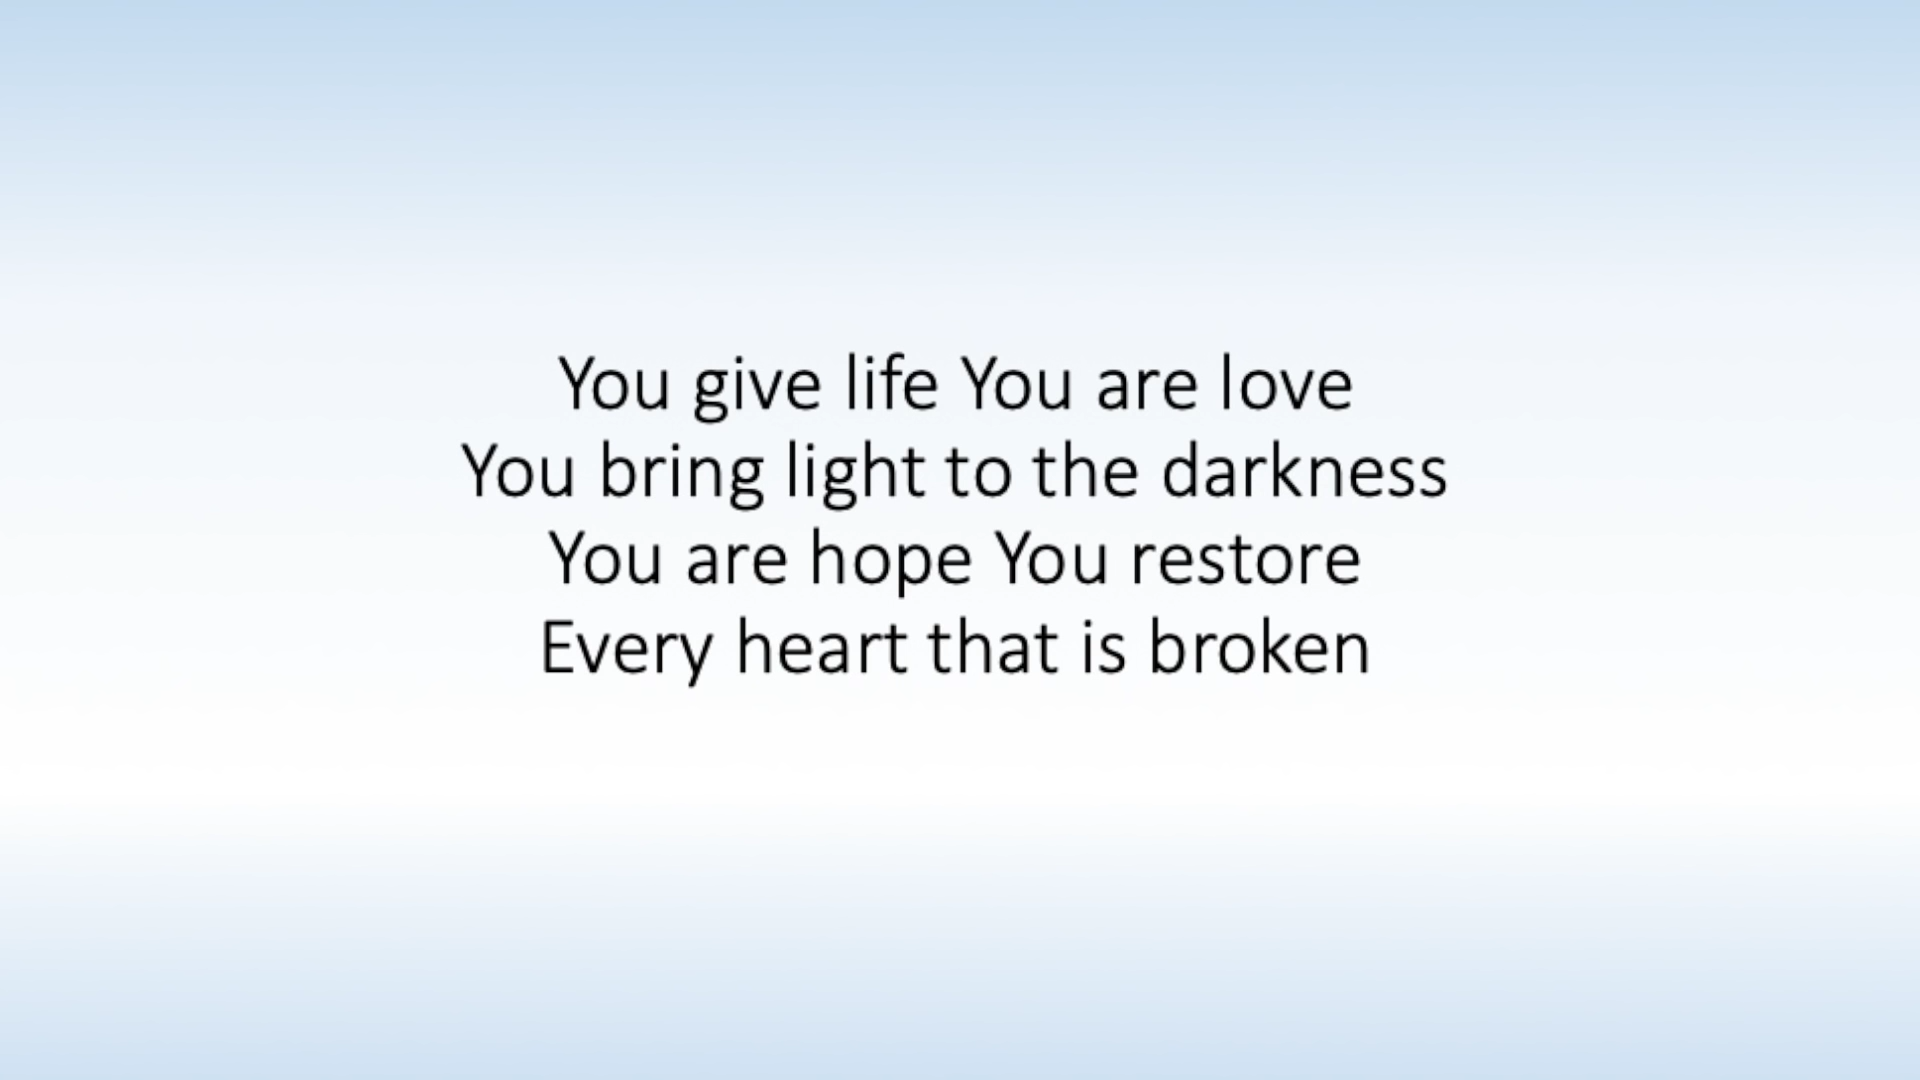 You give life You are love
You bring light to the darkness
You are hope You restore
Every heart that is broken